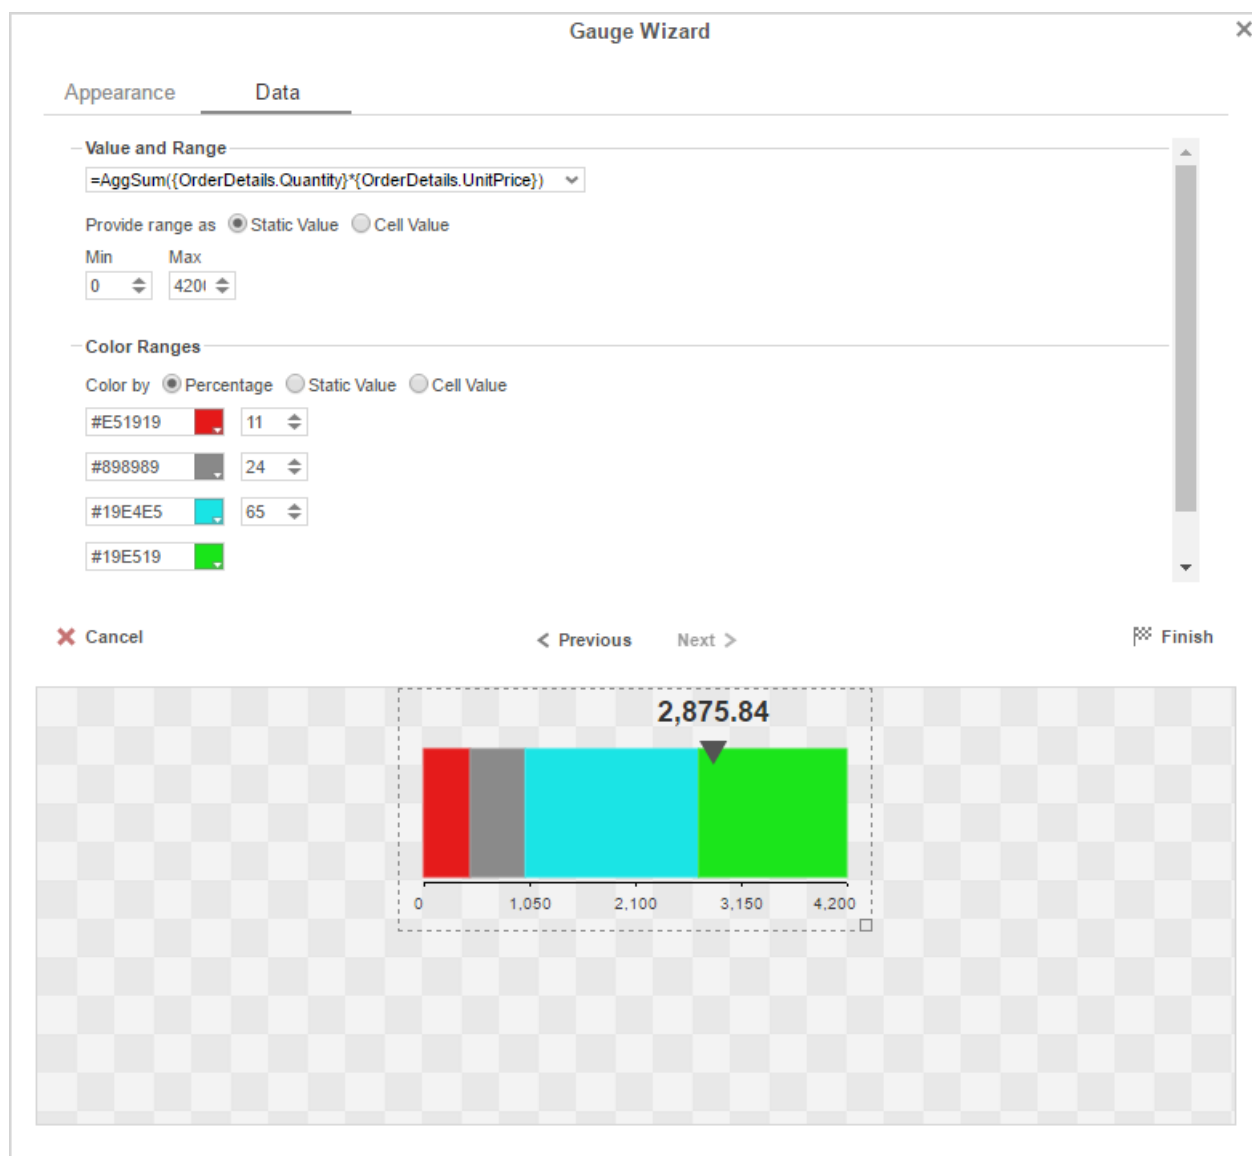 Gauge Wizard
Appearance Data
Value and Range
=AggSum({OrderDetails.Quantity}*{OrderDetails.UnitPrice})
Provide range as Static Value Cell Value
Min Max
0 420
Color Ranges
Color by Percentage Static Value Cell Value
#E51919 11
#898989 24
#19E4E5 65
#19E519
Cancel < Previous Next > Finish
2,875.84
0 1,050 2,100 3,150 4,200